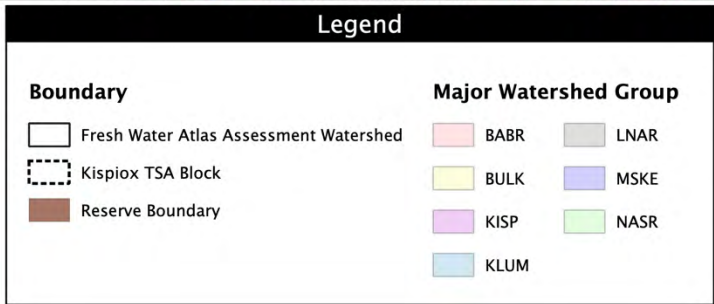 Legend
Boundary
Fresh Water Atlas Assessment Watershed
Kispiox TSA Block
Reserve Boundary
Major Watershed Group
BABR
LNAR
BULK
MSKE
KISP
NASR
KLUM